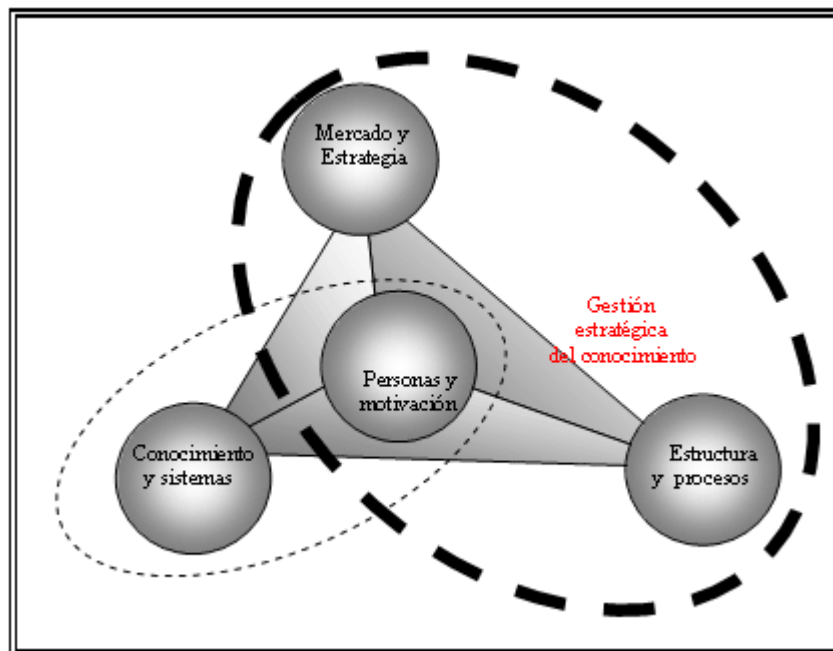 Mercado y
Estrategia
Gestión
estratégica
del conocimiento
Personas y
motivación
Conocimiento
y sistemas
Estructura
y procesos